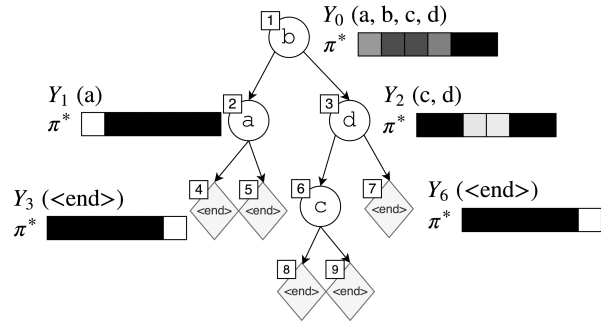 1
b
Y₀ (a, b, c, d)
π*
Y₁ (a)
π*
2
a
3
d
Y₂ (c, d)
π*
Y₃ (<end>)
π*
4
<end>
5
<end>
6
c
7
<end>
Y₆ (<end>)
π*
8
<end>
9
<end>